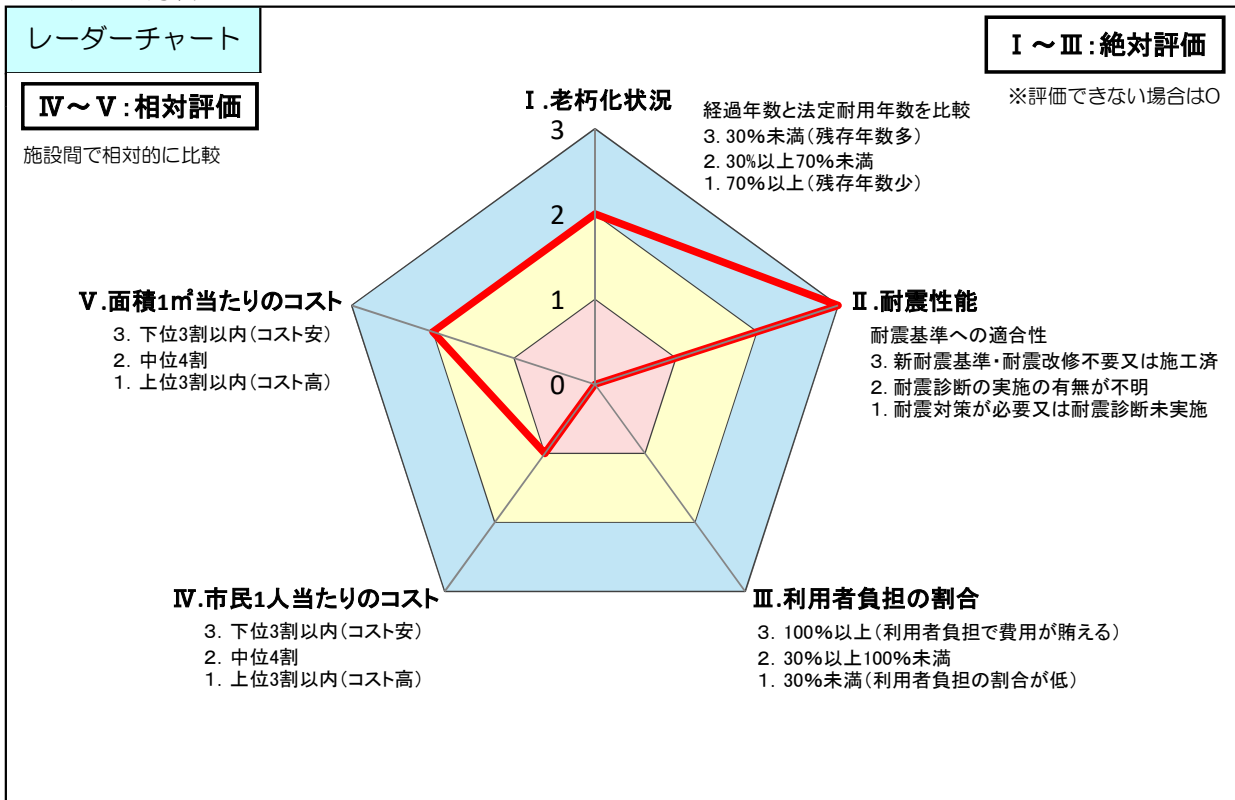 レーダーチャート
Ⅰ～Ⅲ:絶対評価
※評価できない場合は0
Ⅳ～Ⅴ:相対評価
施設間で相対的に比較
Ⅰ.老朽化状況
経過年数と法定耐用年数を比較
3. 30%未満(残存年数多)
2. 30%以上70%未満
1. 70%以上(残存年数少)
3
2
1
0
Ⅱ.耐震性能
耐震基準への適合性
3. 新耐震基準・耐震改修不要又は施工済
2. 耐震診断の実施の有無が不明
1. 耐震対策が必要又は耐震診断未実施
Ⅴ.面積1㎡当たりのコスト
3. 下位3割以内(コスト安)
2. 中位4割
1. 上位3割以内(コスト高)
Ⅳ.市民1人当たりのコスト
3. 下位3割以内(コスト安)
2. 中位4割
1. 上位3割以内(コスト高)
Ⅲ.利用者負担の割合
3. 100%以上(利用者負担で費用が賄える)
2. 30%以上100%未満
1. 30%未満(利用者負担の割合が低)